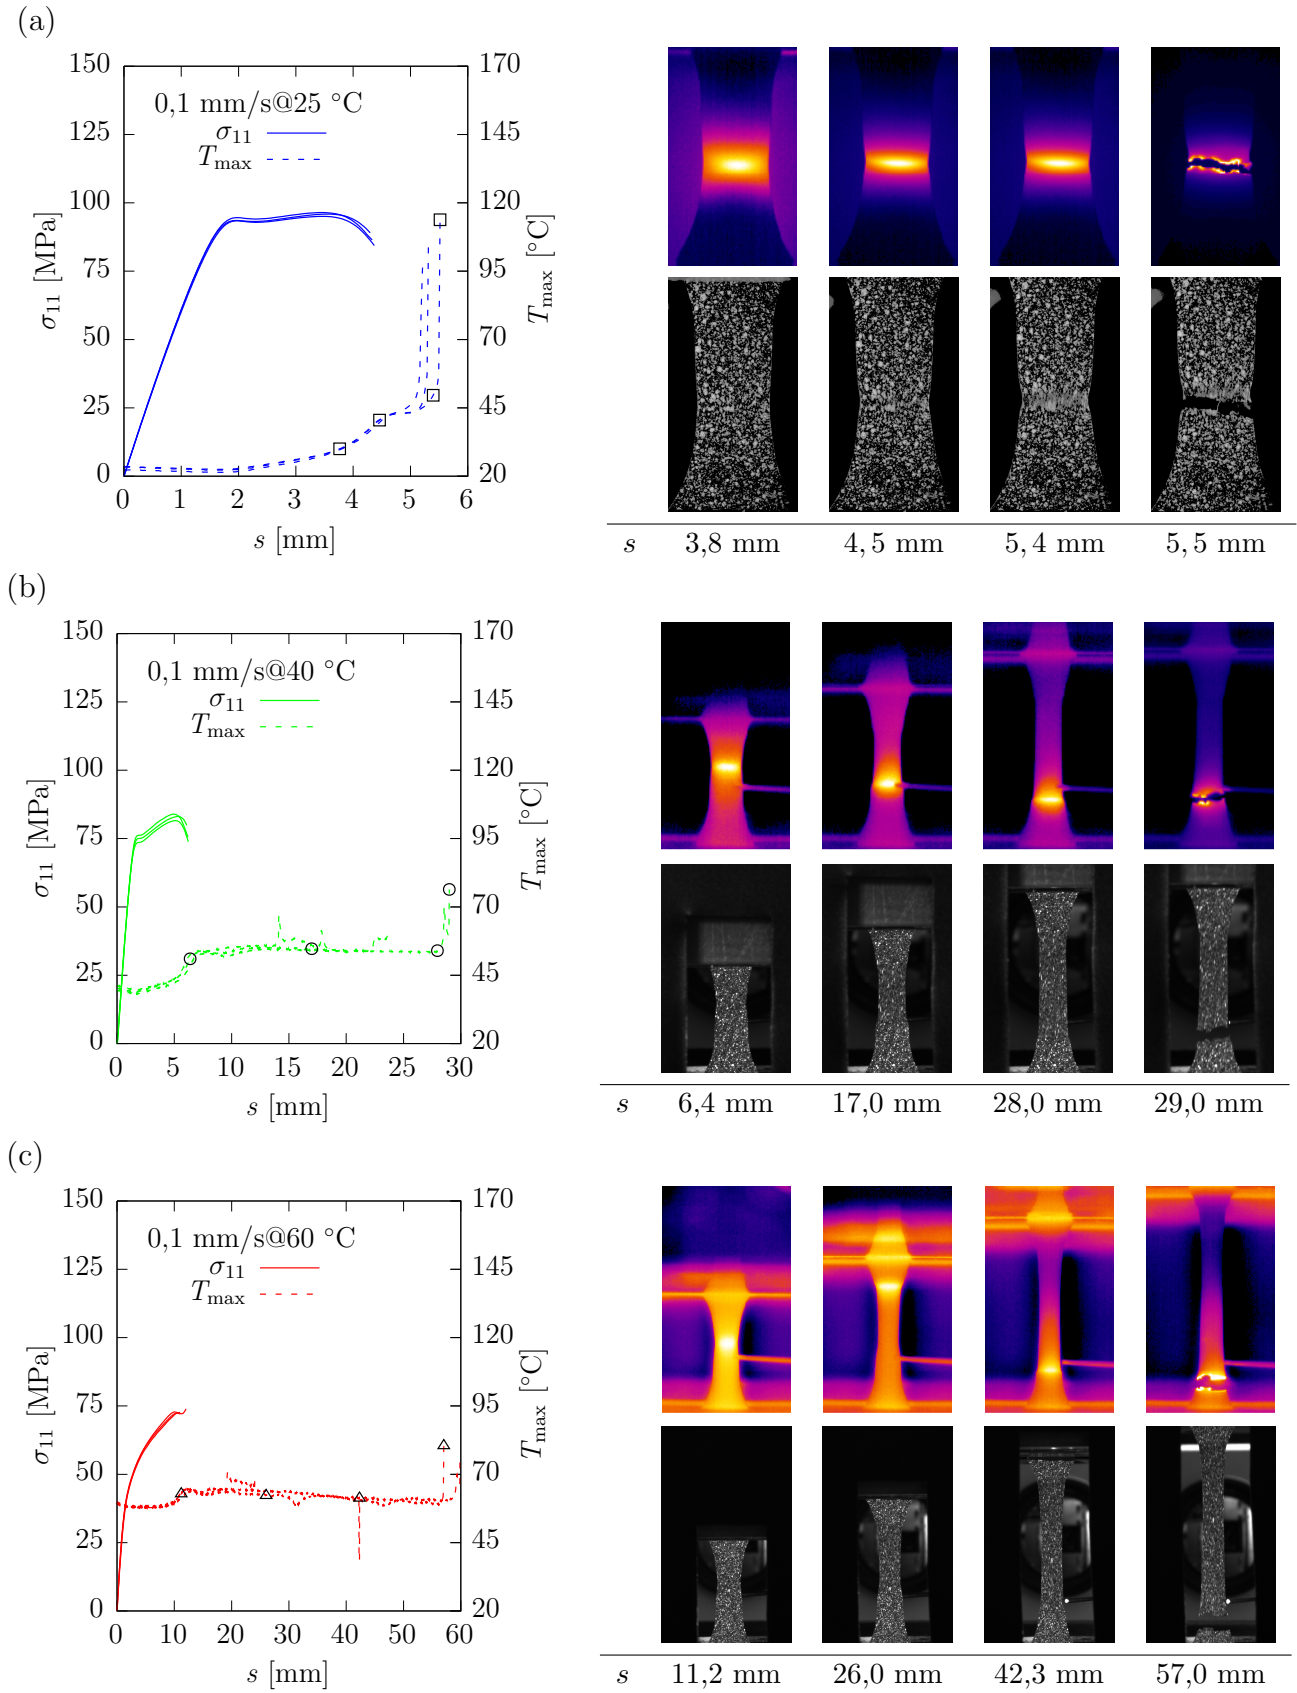 (a)
150
125
100
75
50
25
0
σ11 [MPa]
0,1 mm/s@25 °C
σ11
Tmax
170
145
120
95
70
45
20
Tmax [°C]
0 1 2 3 4 5 6
s [mm]
s 3,8 mm 4,5 mm 5,4 mm 5,5 mm
(b)
150
125
100
75
50
25
0
σ11 [MPa]
0,1 mm/s@40 °C
σ11
Tmax
170
145
120
95
70
45
20
Tmax [°C]
0 5 10 15 20 25 30
s [mm]
s 6,4 mm 17,0 mm 28,0 mm 29,0 mm
(c)
150
125
100
75
50
25
0
σ11 [MPa]
0,1 mm/s@60 °C
σ11
Tmax
170
145
120
95
70
45
20
Tmax [°C]
0 10 20 30 40 50 60
s [mm]
s 11,2 mm 26,0 mm 42,3 mm 57,0 mm